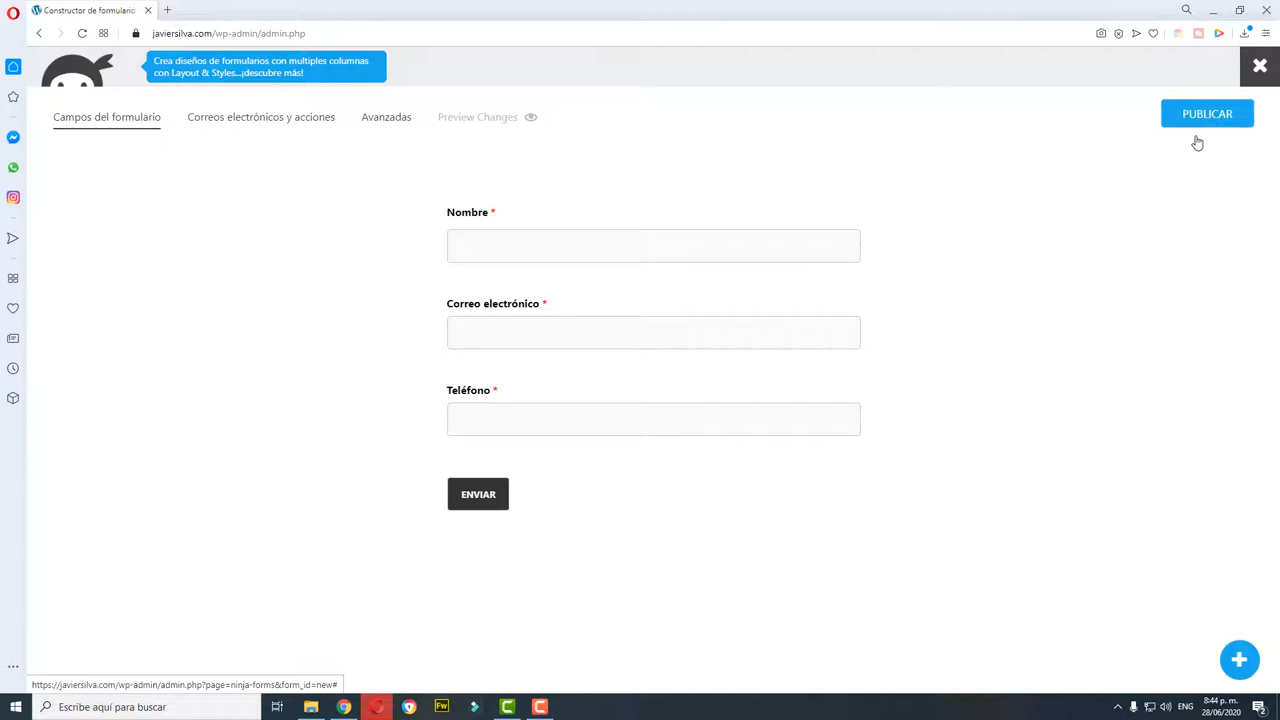 Constructor de formulario
javiersilva.com/wp-admin/admin.php
Crea diseños de formularios con multiples columnas
con Layout & Styles...¡descubre más!
Campos del formulario
Correos electrónicos y acciones
Avanzadas
Preview Changes
PUBLICAR
Nombre *
Correo electrónico *
Teléfono *
ENVIAR
https://javiersilva.com/wp-admin/admin.php?page=ninja-forms&form_id=new#
Escribe aquí para buscar
Fw
ENG
8:44 p. m.
28/06/2020
2